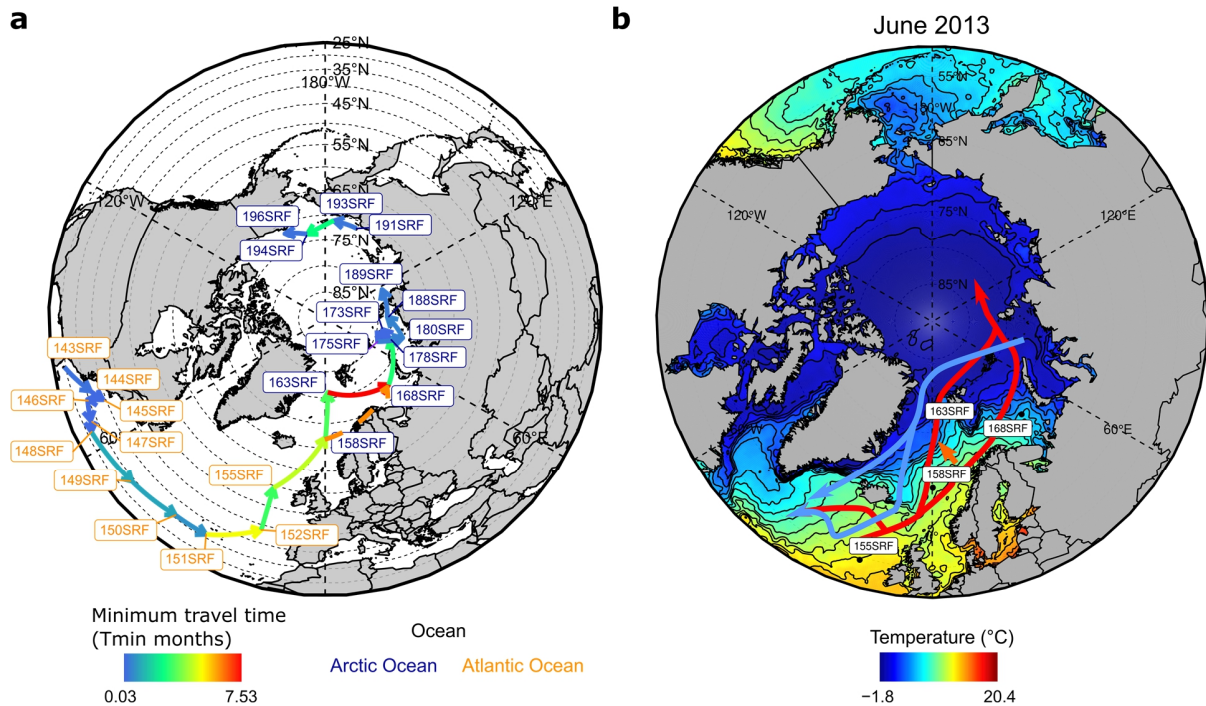 a
25°N
35°N
180°W
45°N
55°N
65°N
120°W
120°E
193SRF
196SRF
191SRF
194SRF
75°N
189SRF
85°N
188SRF
173SRF
180SRF
175SRF
178SRF
143SRF
144SRF
163SRF
146SRF
145SRF
168SRF
147SRF
60°
60°E
148SRF
158SRF
155SRF
149SRF
150SRF
152SRF
151SRF
Minimum travel time
(Tmin months)
0.03 7.53
Ocean
Arctic Ocean Atlantic Ocean
b
June 2013
55°N
180°W
65°N
75°N
120°W
120°E
85°N
163SRF
168SRF
60°E
158SRF
155SRF
Temperature (°C)
−1.8 20.4